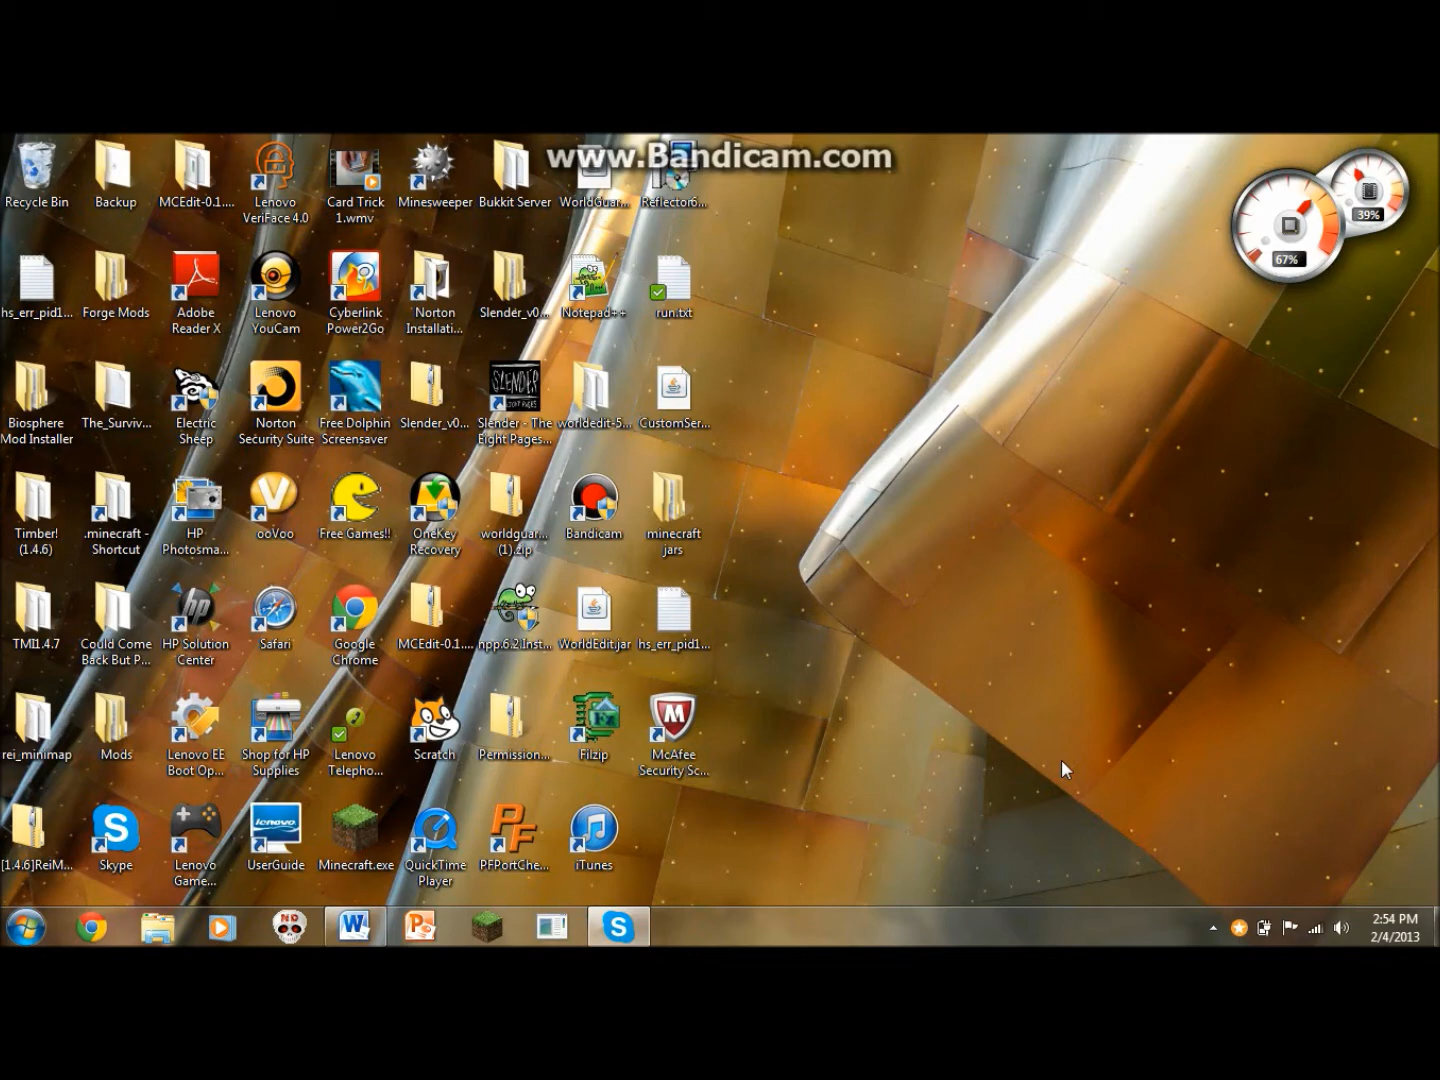 www.Bandicam.com
Recycle Bin
Backup
MCEdit-0.1....
Lenovo
VeriFace 4.0
Card Trick
1.wmv
Minesweeper
Bukkit Server
WorldGuar...
Reflector6...
39%
67%
hs_err_pid1...
Forge Mods
Adobe
Reader X
Lenovo
YouCam
Cyberlink
Power2Go
Norton
Installati...
Slender_v0...
Notepad++
run.txt
Biosphere
Mod Installer
The_Surviv...
Electric
Sheep
Norton
Security Suite
Free Dolphin
Screensaver
Slender_v0...
SLENDER
Slender - The
Eight Pages...
worldedit-5...
CustomSer...
Timber!
(1.4.6)
.minecraft -
Shortcut
HP
Photosma...
ooVoo
Free Games!!
OneKey
Recovery
worldguar...
(1).zip
Bandicam
minecraft
jars
TMI1.4.7
Could Come
Back But P...
HP Solution
Center
Safari
Google
Chrome
MCEdit-0.1....
npp.6.2.Inst...
WorldEdit.jar
hs_err_pid1...
rei_minimap
Mods
Lenovo EE
Boot Op...
Shop for HP
Supplies
Lenovo
Telepho...
Scratch
Permission...
Filzip
McAfee
Security Sc...
[1.4.6]ReiM...
Skype
Lenovo
Game...
lenovo
UserGuide
Minecraft.exe
QuickTime
Player
PF
PFPortChe...
iTunes
2:54 PM
2/4/2013